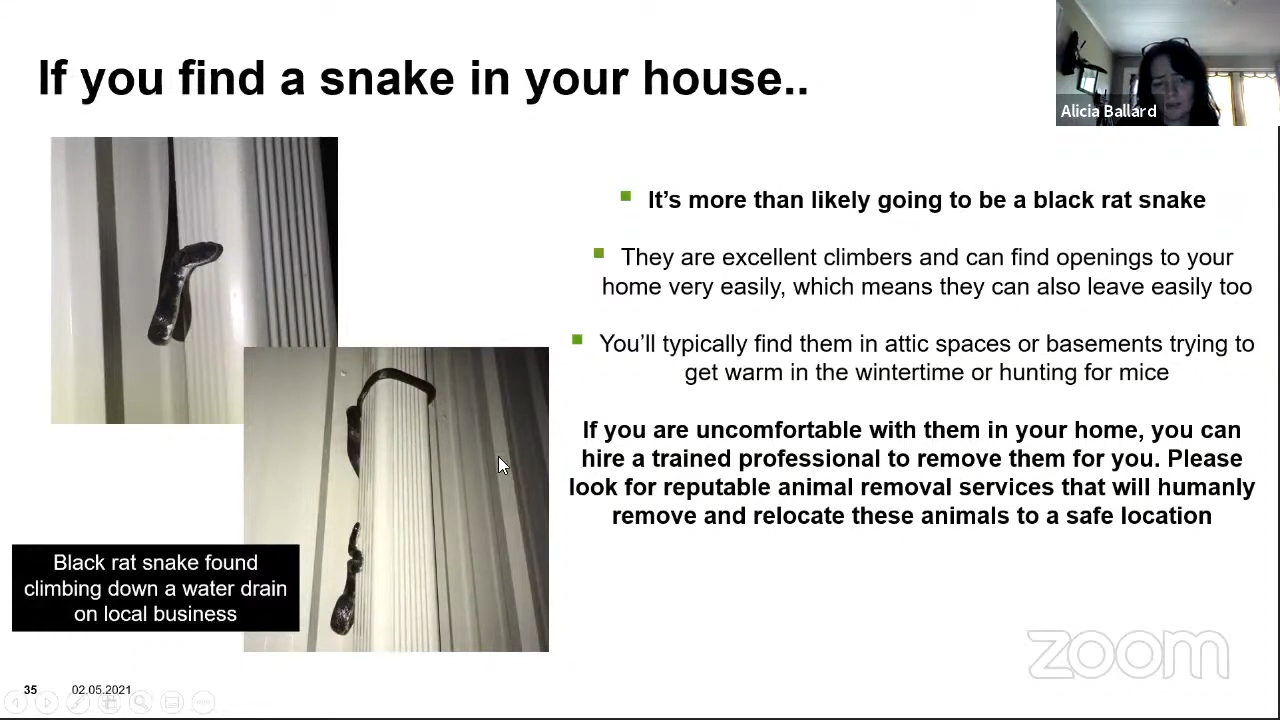 If you find a snake in your house..
Alicia Ballard
It’s more than likely going to be a black rat snake
They are excellent climbers and can find openings to your
home very easily, which means they can also leave easily too
You’ll typically find them in attic spaces or basements trying to
get warm in the wintertime or hunting for mice
If you are uncomfortable with them in your home, you can
hire a trained professional to remove them for you. Please
look for reputable animal removal services that will humanly
remove and relocate these animals to a safe location
Black rat snake found
climbing down a water drain
on local business
zoom
35 02.05.2021